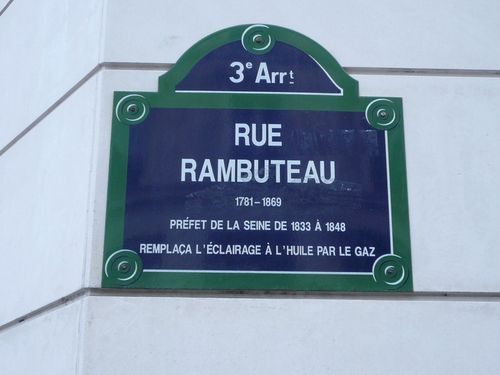 3e Arrt
RUE
RAMBUTEAU
1781-1869
PRÉFET DE LA SEINE DE 1833 À 1848
REMPLAÇA L'ÉCLAIRAGE À L'HUILE PAR LE GAZ